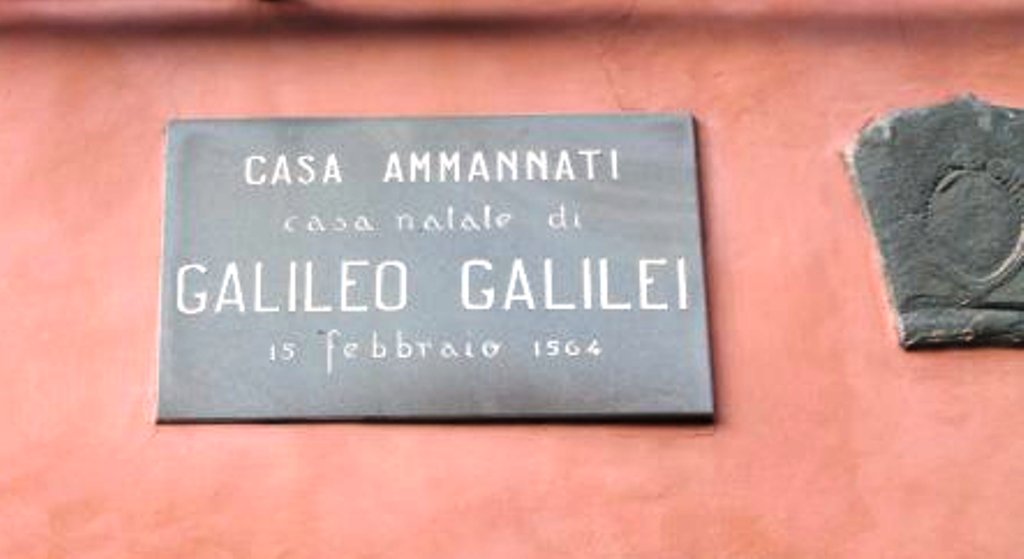 CASA AMMANNATI
casa natale di
GALILEO GALILEI
15 febbraio 1564